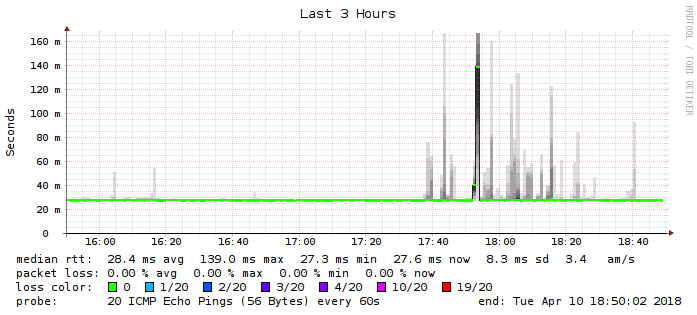 Last 3 Hours
RRDTOOL / TOBI OETIKER
Seconds
160 m
140 m
120 m
100 m
80 m
60 m
40 m
20 m
0
16:00 16:20 16:40 17:00 17:20 17:40 18:00 18:20 18:40
median rtt: 28.4 ms avg 139.0 ms max 27.3 ms min 27.6 ms now 8.3 ms sd 3.4 am/s
packet loss: 0.00 % avg 0.00 % max 0.00 % min 0.00 % now
loss color: 0 1/20 2/20 3/20 4/20 10/20 19/20
probe: 20 ICMP Echo Pings (56 Bytes) every 60s end: Tue Apr 10 18:50:02 2018